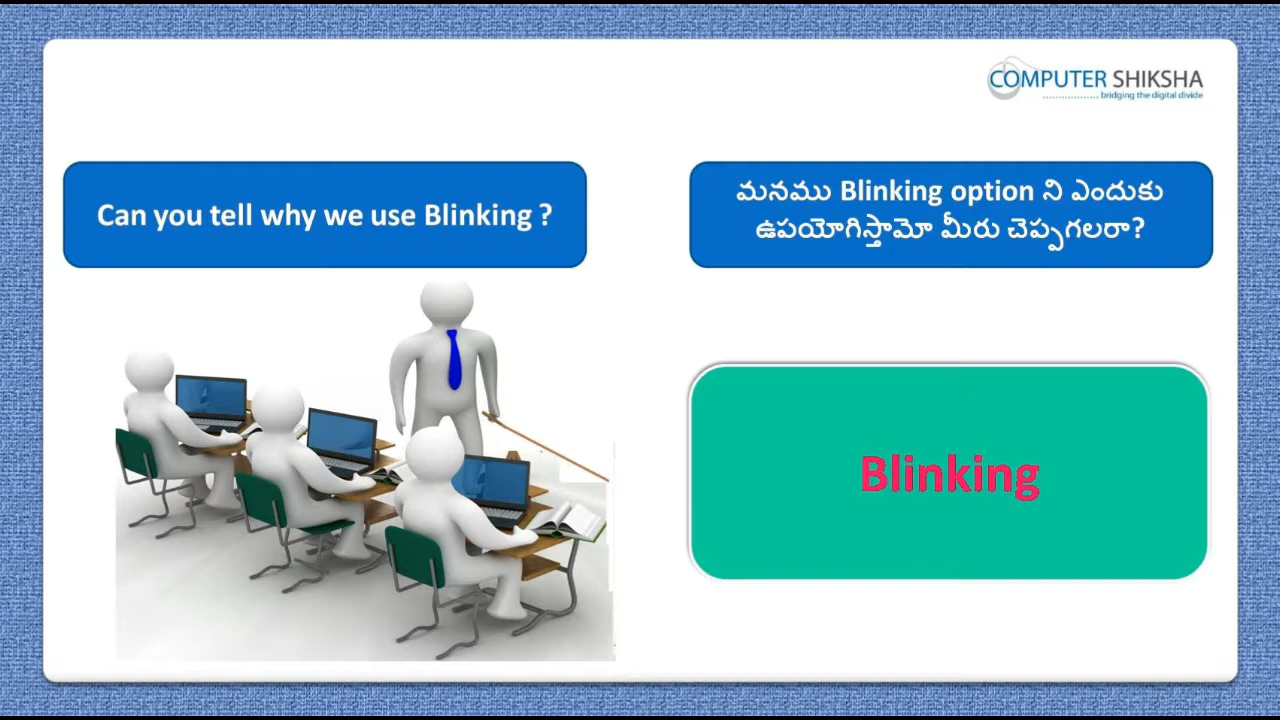 COMPUTER SHIKSHA
bridging the digital divide
Can you tell why we use Blinking ?
మనము Blinking option ని ఎందుకు
ఉపయోగిస్తామో మీరు చెప్పగలరా?
Blinking